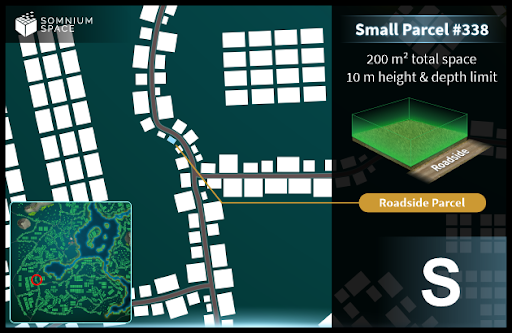 SOMNIUM
SPACE
Small Parcel #338
200 m² total space
10 m height & depth limit
Roadside
Roadside Parcel
S